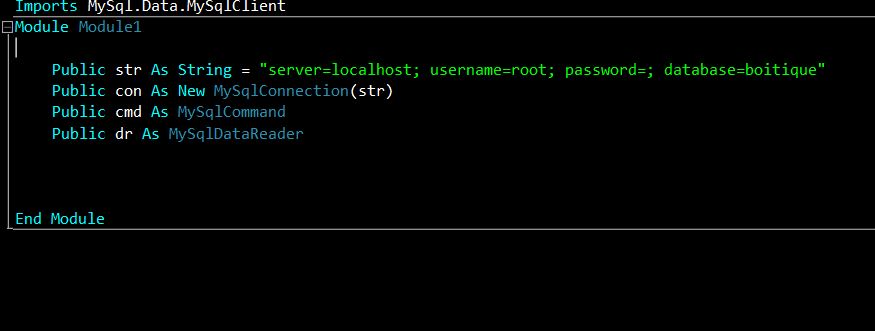 Imports MySql.Data.MySqlClient
Module Module1
Public str As String = "server=localhost; username=root; password=; database=boitique"
Public con As New MySqlConnection(str)
Public cmd As MySqlCommand
Public dr As MySqlDataReader
End Module